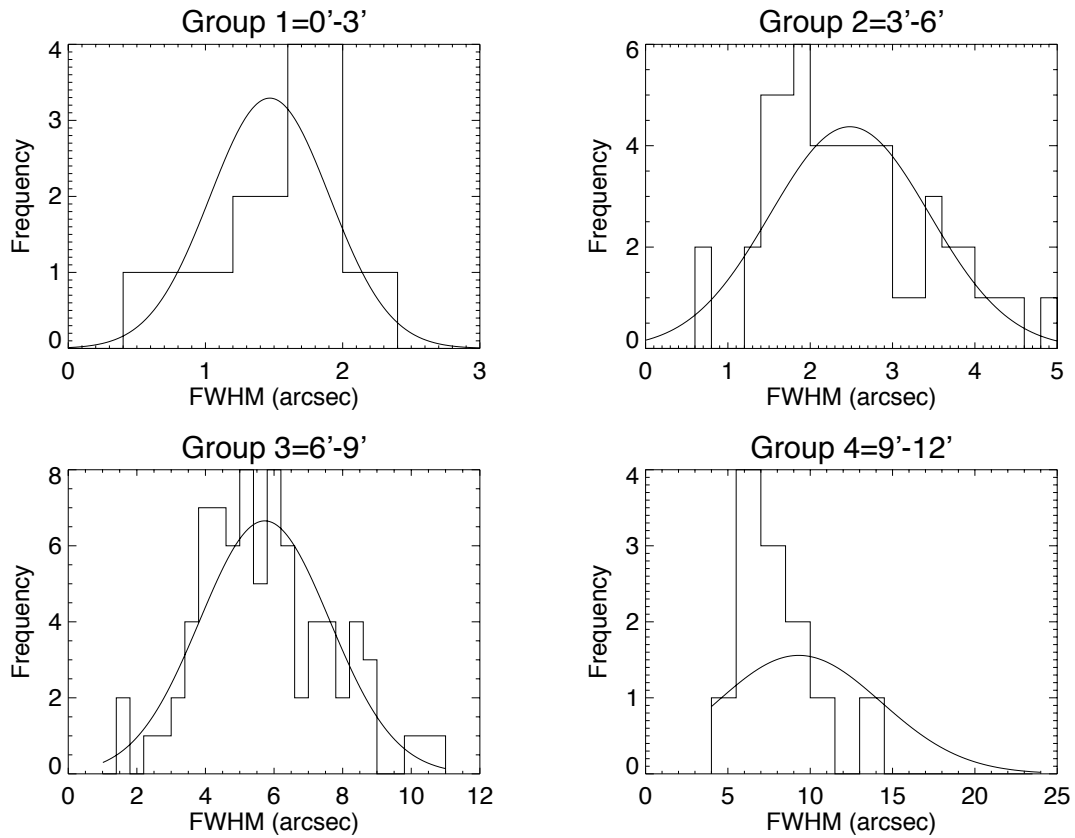 Group 1=0'-3'
Frequency
4
3
2
1
0
0 1 2 3
FWHM (arcsec)
Group 2=3'-6'
Frequency
6
4
2
0
0 1 2 3 4 5
FWHM (arcsec)
Group 3=6'-9'
Frequency
8
6
4
2
0
0 2 4 6 8 10 12
FWHM (arcsec)
Group 4=9'-12'
Frequency
4
3
2
1
0
0 5 10 15 20 25
FWHM (arcsec)